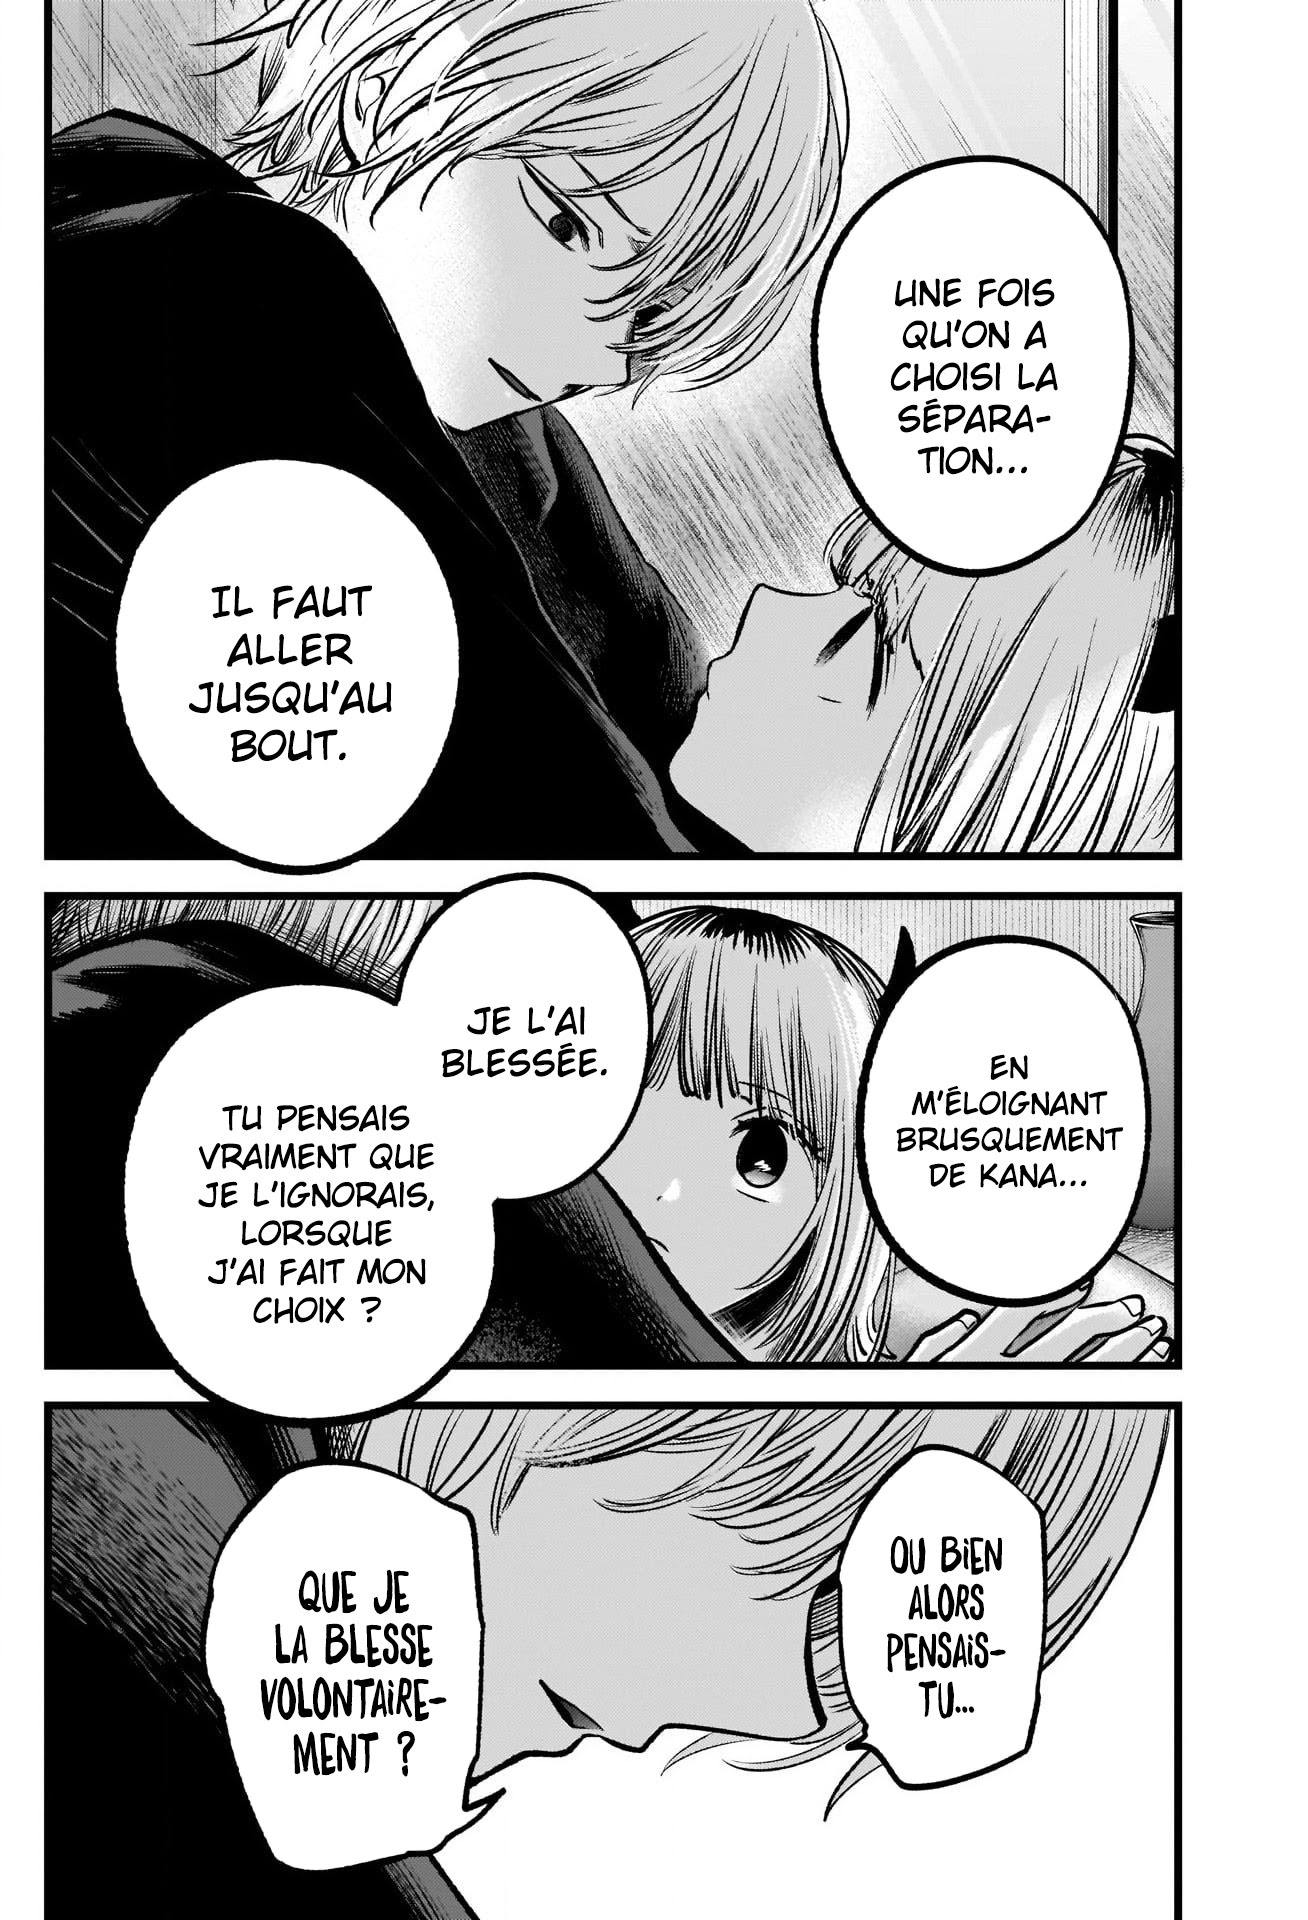 UNE FOIS
QU'ON A
CHOISI LA
SÉPARA-
TION...
IL FAUT
ALLER
JUSQU'AU
BOUT.
EN
M'ÉLOIGNANT
BRUSQUEMENT
DE KANA...
JE L'AI
BLESSÉE.
TU PENSAIS
VRAIMENT QUE
JE L'IGNORAIS,
LORSQUE
J'AI FAIT MON
CHOIX ?
OU BIEN
ALORS
PENSAIS-
TU...
QUE JE
LA BLESSE
VOLONTAIRE-
MENT ?